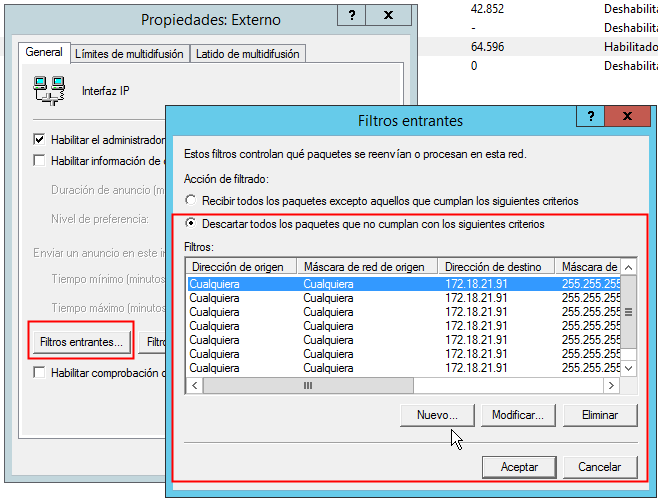 Propiedades: Externo
?
X
42.852 Deshabilita
-
Deshabilita
64.596 Habilitado
0 Deshabilita
General Límites de multidifusión Latido de multidifusión
Interfaz IP
Habilitar el administrador
Habilitar información de
Duración de anuncio
Nivel de preferencia:
Enviar un anuncio en este
Tiempo mínimo (minutos
Tiempo máximo (minutos
Filtros entrantes... Filtro
Habilitar comprobación
Filtros entrantes
?
X
Estos filtros controlan qué paquetes se reenvían o procesan en esta red.
Acción de filtrado:
Recibir todos los paquetes excepto aquellos que cumplan los siguientes criterios
Descartar todos los paquetes que no cumplan con los siguientes criterios
Filtros:
Dirección de origen Máscara de red de origen Dirección de destino Máscara de
Cualquiera Cualquiera 172.18.21.91 255.255.255
Cualquiera Cualquiera 172.18.21.91 255.255.255
Cualquiera Cualquiera 172.18.21.91 255.255.255
Cualquiera Cualquiera 172.18.21.91 255.255.255
Cualquiera Cualquiera 172.18.21.91 255.255.255
Cualquiera Cualquiera 172.18.21.91 255.255.255
Cualquiera Cualquiera 172.18.21.91 255.255.255
Nuevo... Modificar... Eliminar
Aceptar Cancelar